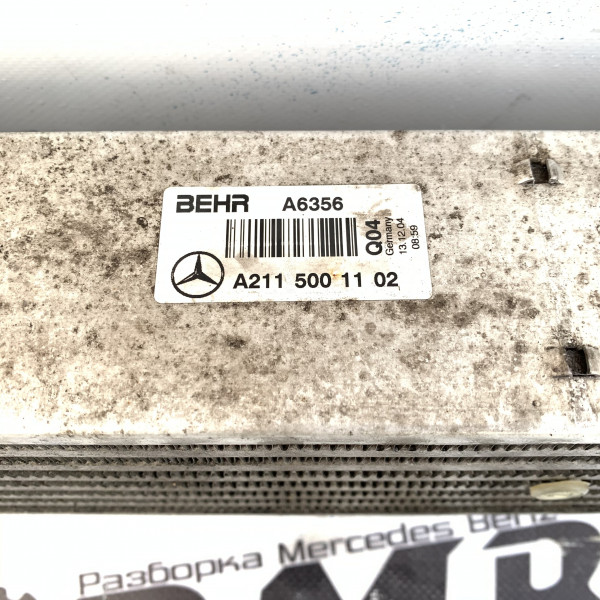 BEHR A6356
Q04
Germany
13.12.04
08:59
A211 500 11 02
Разборка Mercedes Benz